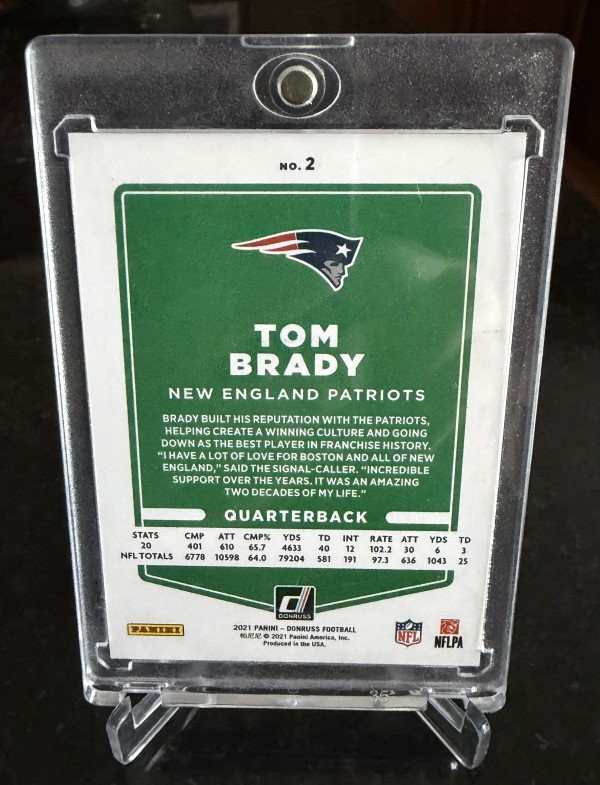 NO. 2
TOM
BRADY
NEW ENGLAND PATRIOTS
BRADY BUILT HIS REPUTATION WITH THE PATRIOTS,
HELPING CREATE A WINNING CULTURE AND GOING
DOWN AS THE BEST PLAYER IN FRANCHISE HISTORY.
“I HAVE A LOT OF LOVE FOR BOSTON AND ALL OF NEW
ENGLAND,” SAID THE SIGNAL-CALLER. “INCREDIBLE
SUPPORT OVER THE YEARS. IT WAS AN AMAZING
TWO DECADES OF MY LIFE.”
QUARTERBACK
STATS CMP ATT CMP% YDS TD INT RATE ATT YDS TD
20 401 610 65.7 4633 40 12 102.2 30 6 3
NFL TOTALS 6778 10598 64.0 79204 581 191 97.3 636 1043 25
DONRUSS
PANINI
2021 PANINI – DONRUSS FOOTBALL
帕尼尼 © 2021 Panini America, Inc.
Produced in the USA.
NFL
NFLPA